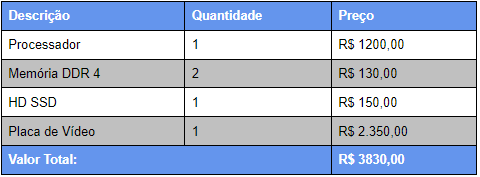 Descrição Quantidade Preço
Processador 1 R$ 1200,00
Memória DDR 4 2 R$ 130,00
HD SSD 1 R$ 150,00
Placa de Vídeo 1 R$ 2.350,00
Valor Total: R$ 3830,00